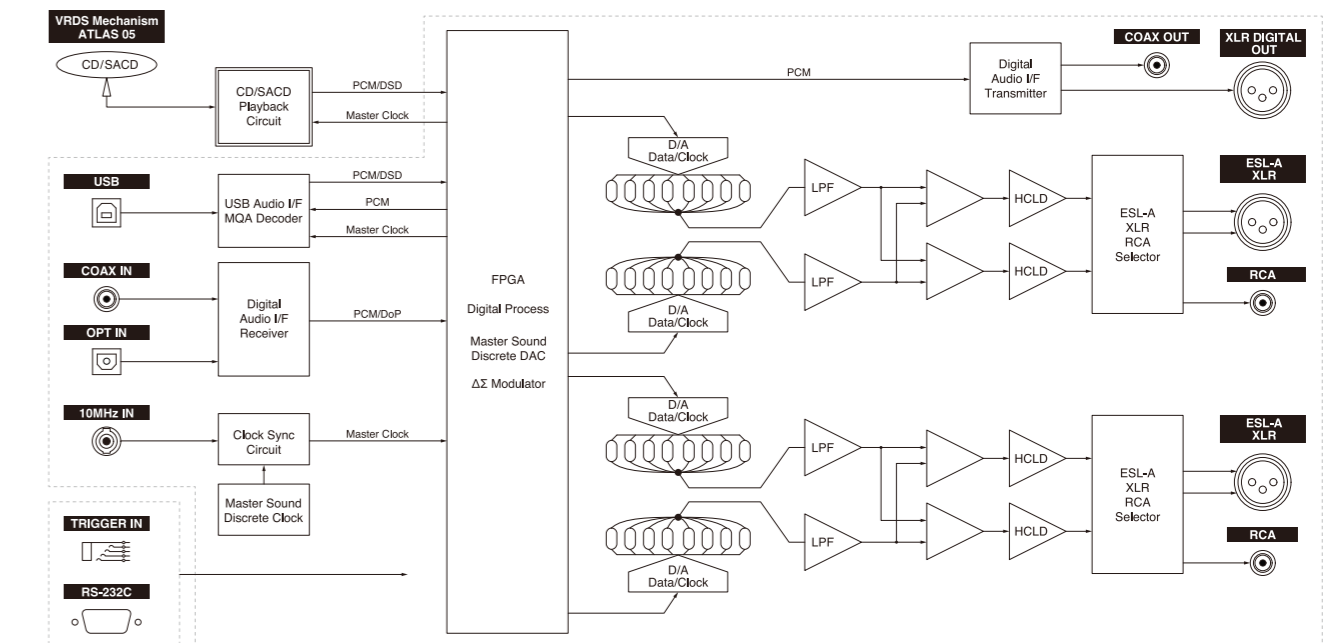 VRDS Mechanism
ATLAS 05
CD/SACD
CD/SACD
Playback
Circuit
PCM/DSD
Master Clock
USB
USB Audio I/F
MQA Decoder
PCM/DSD
PCM
Master Clock
COAX IN
OPT IN
Digital
Audio I/F
Receiver
PCM/DoP
10MHz IN
Clock Sync
Circuit
Master Clock
Master Sound
Discrete Clock
TRIGGER IN
RS-232C
FPGA
Digital Process
Master Sound
Discrete DAC
ΔΣ Modulator
PCM
Digital
Audio I/F
Transmitter
COAX OUT
XLR DIGITAL
OUT
D/A
Data/Clock
LPF
HCLD
D/A
Data/Clock
LPF
HCLD
ESL-A
XLR
RCA
Selector
ESL-A
XLR
RCA
D/A
Data/Clock
LPF
HCLD
D/A
Data/Clock
LPF
HCLD
ESL-A
XLR
RCA
Selector
ESL-A
XLR
RCA